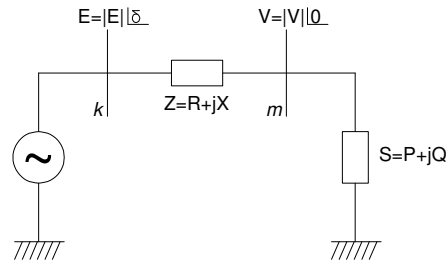 E=|E||δ
V=|V||0
k
Z=R+jX
m
~
S=P+jQ